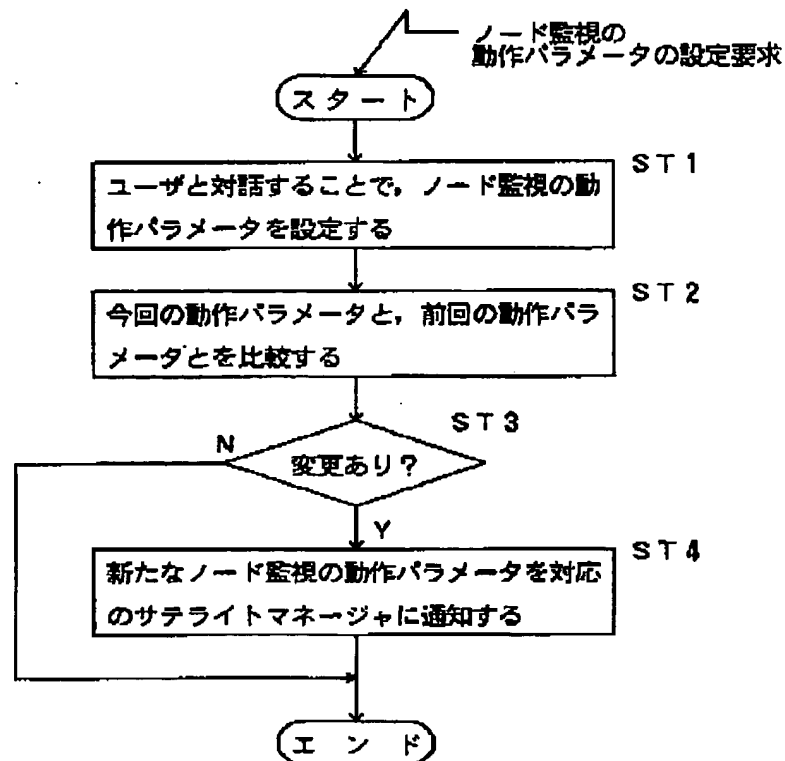 ノード監視の
動作パラメータの設定要求
スタート
ST1
ユーザと対話することで，ノード監視の動
作パラメータを設定する
ST2
今回の動作パラメータと，前回の動作パラ
メータとを比較する
ST3
N
変更あり？
Y
ST4
新たなノード監視の動作パラメータを対応
のサテライトマネージャに通知する
エンド